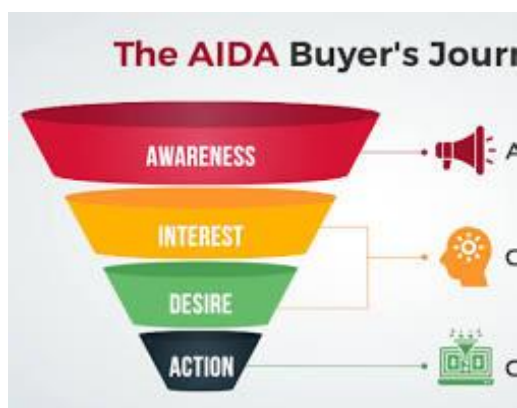 The AIDA Buyer's Journ
AWARENESS
A
INTEREST
C
DESIRE
ACTION
C